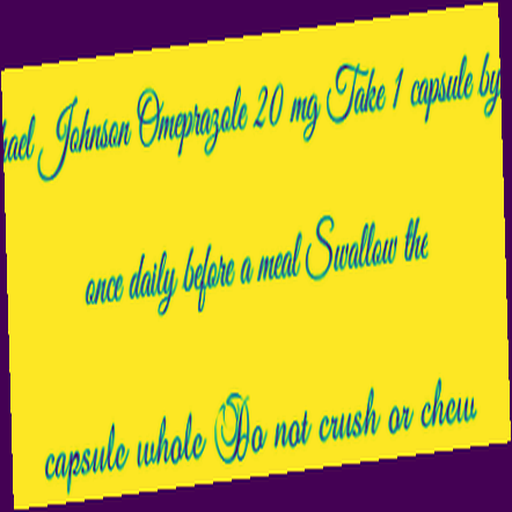 Johnson Omeprazole 20 mg Take 1 capsule by
once daily before a meal Swallow the
capsule whole Do not crush or chew